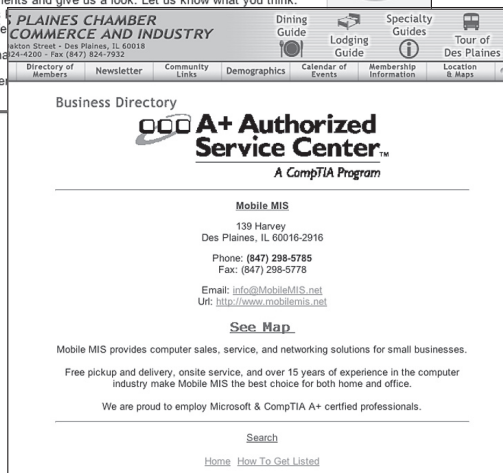 ents and give us a look. Let us know what you think.
PLAINES CHAMBER
COMMERCE AND INDUSTRY
akton Street • Des Plaines, IL 60018
24-4200 - Fax (847) 824-7932
Dining
Guide
Lodging
Guide
Specialty
Guides
Tour of
Des Plaines
Directory of
Members
Newsletter
Community
Links
Demographics
Calendar of
Events
Membership
Information
Location
& Maps
Business Directory
A+ Authorized
Service Center™
A CompTIA Program
Mobile MIS
139 Harvey
Des Plaines, IL 60016-2916
Phone: (847) 298-5785
Fax: (847) 298-5778
Email: info@MobileMIS.net
Url: http://www.mobilemis.net
See Map
Mobile MIS provides computer sales, service, and networking solutions for small businesses.
Free pickup and delivery, onsite service, and over 15 years of experience in the computer
industry make Mobile MIS the best choice for both home and office.
We are proud to employ Microsoft & CompTIA A+ certfied professionals.
Search
Home How To Get Listed